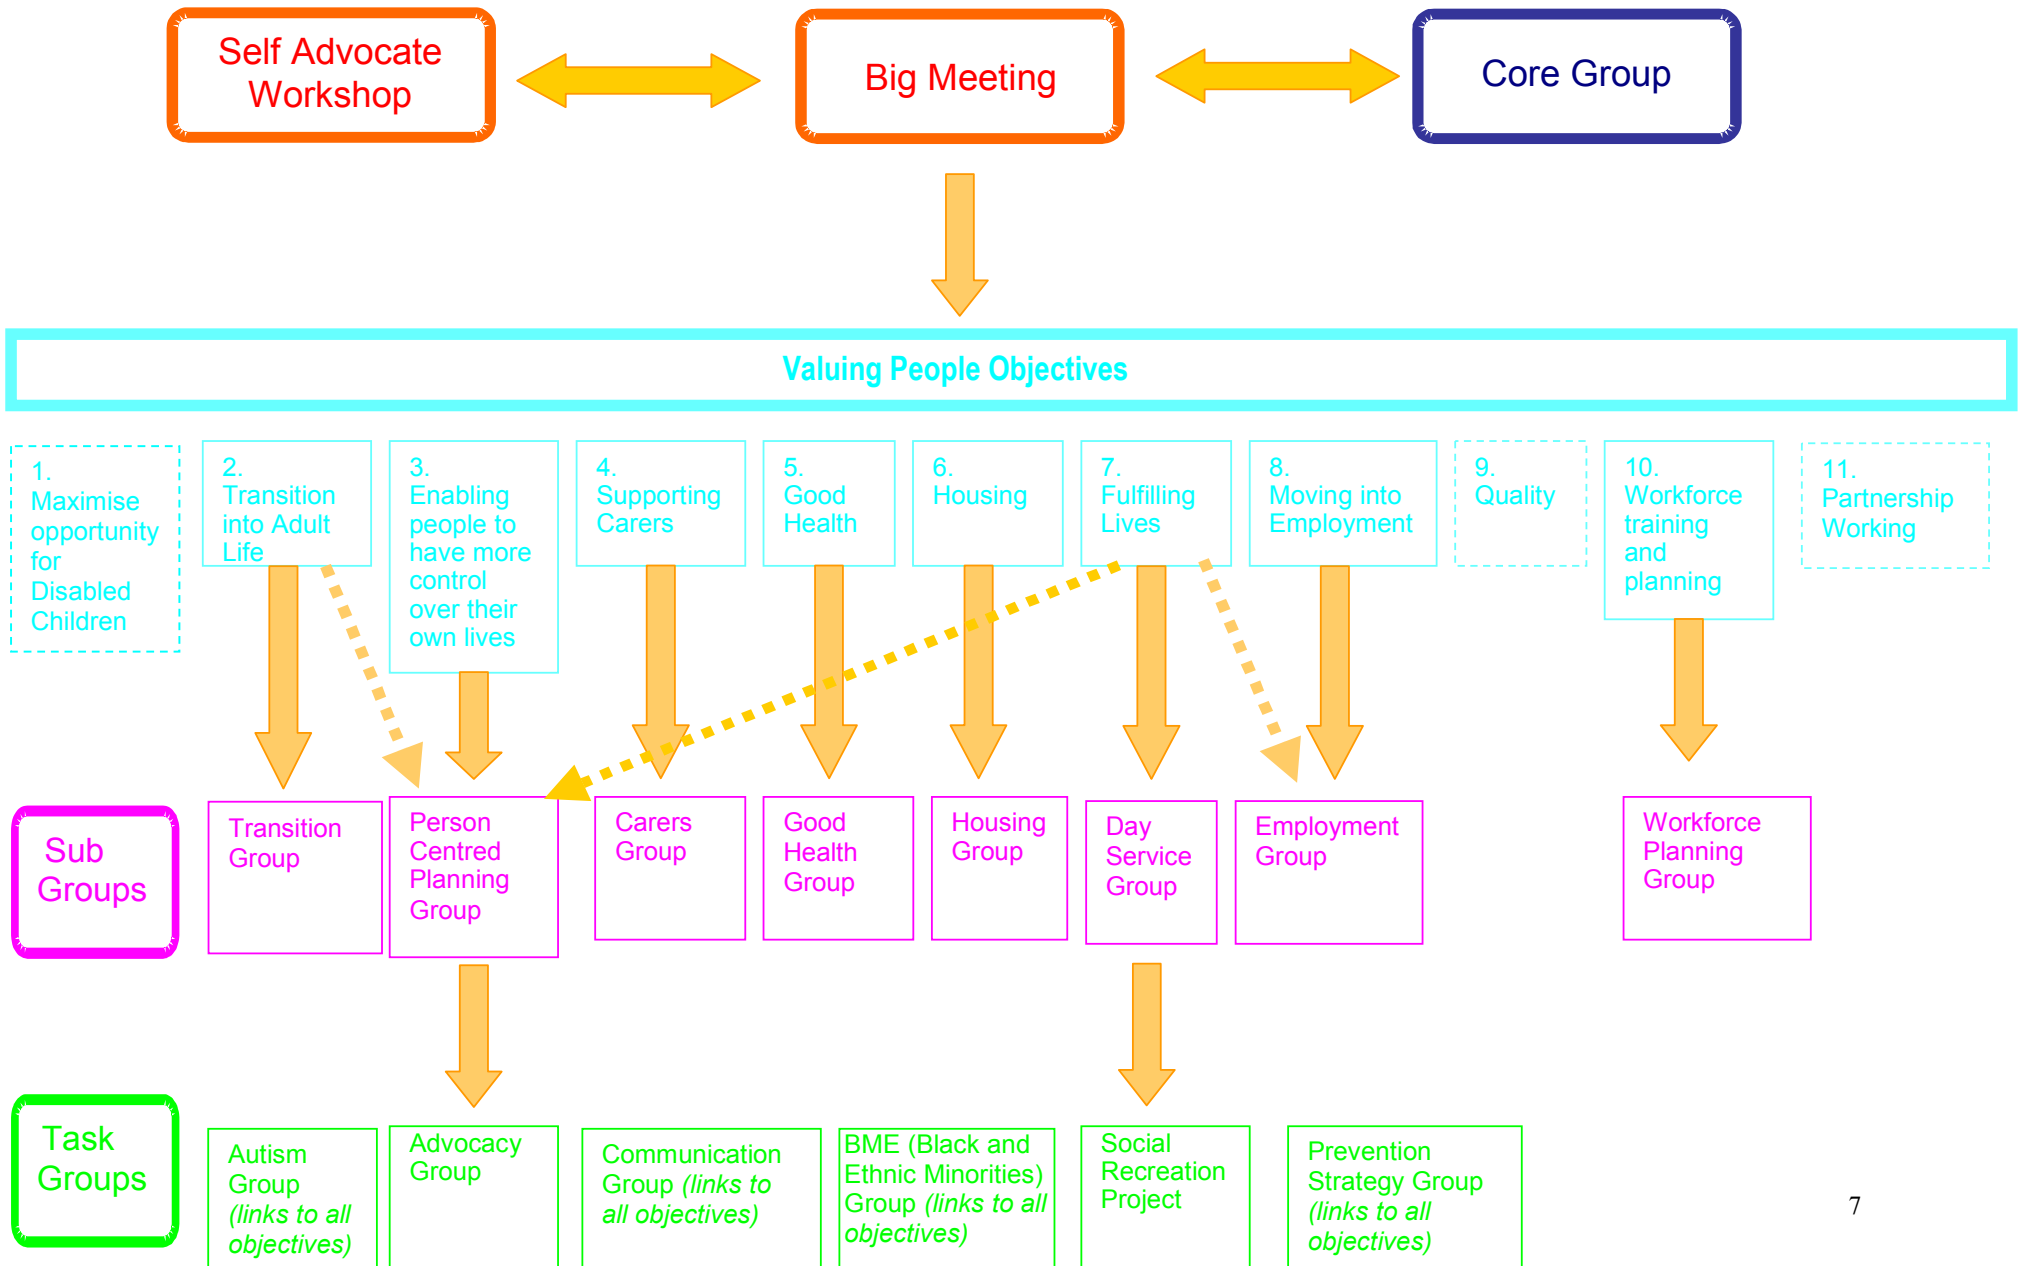 Self Advocate
Workshop
Big Meeting
Core Group
Valuing People Objectives
1.
Maximise
opportunity
for
Disabled
Children
2.
Transition
into Adult
Life
3.
Enabling
people to
have more
control
over their
own lives
4.
Supporting
Carers
5.
Good
Health
6.
Housing
7.
Fulfilling
Lives
8.
Moving into
Employment
9.
Quality
10.
Workforce
training
and
planning
11.
Partnership
Working
Sub
Groups
Transition
Group
Person
Centred
Planning
Group
Carers
Group
Good
Health
Group
Housing
Group
Day
Service
Group
Employment
Group
Workforce
Planning
Group
Task
Groups
Autism
Group
(links to all
objectives)
Advocacy
Group
Communication
Group (links to
all objectives)
BME (Black and
Ethnic Minorities)
Group (links to all
objectives)
Social
Recreation
Project
Prevention
Strategy Group
(links to all
objectives)
7